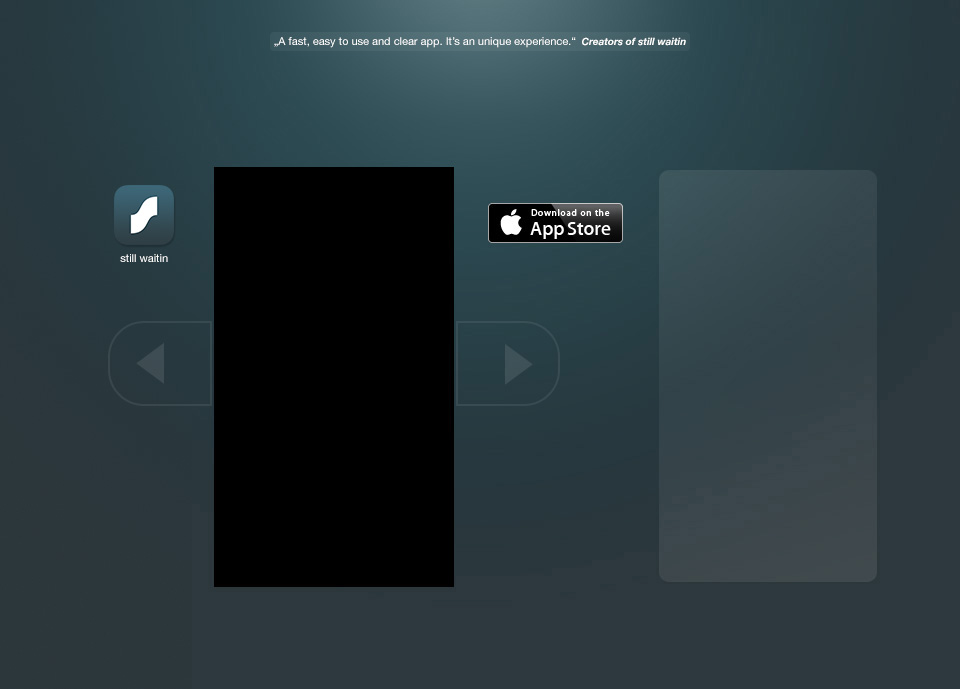 „A fast, easy to use and clear app. It's an unique experience.“ Creators of still waitin
Download on the
App Store
still waitin